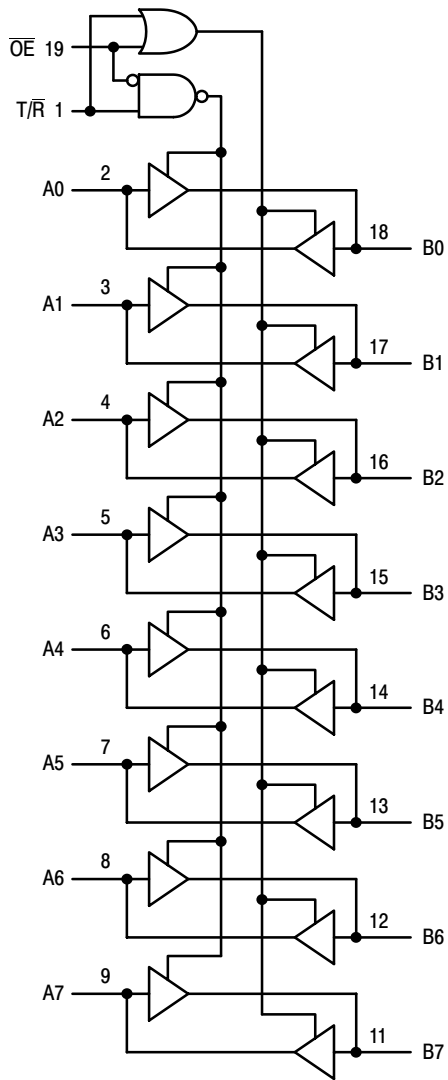 O̅E̅ 19
T/R̅ 1
A0 2
18 B0
A1 3
17 B1
A2 4
16 B2
A3 5
15 B3
A4 6
14 B4
A5 7
13 B5
A6 8
12 B6
A7 9
11 B7